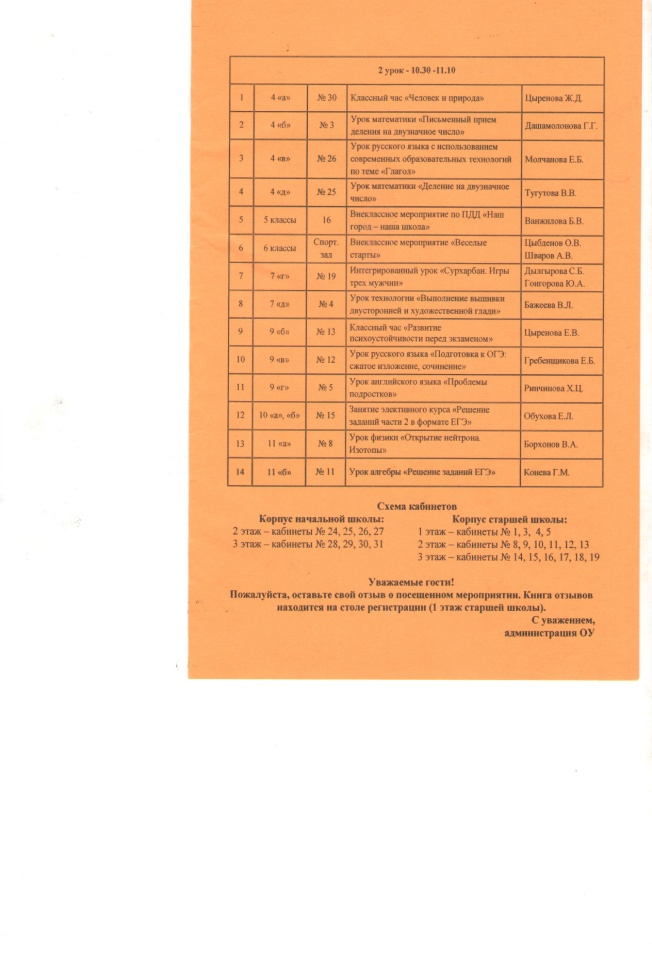 2 урок - 10.30 -11.10
1 4 «а» № 30 Классный час «Человек и природа» Цыренова Ж.Д.
2 4 «б» № 3 Урок математики «Письменный прием
деления на двузначное число» Дашамолонова Г.Г.
3 4 «в» № 26 Урок русского языка с использованием
современных образовательных технологий
по теме «Глагол» Молчанова Е.Б.
4 4 «д» № 25 Урок математики «Деление на двузначное
число» Тугутова В.В.
5 5 классы 16 Внеклассное мероприятие по ПДД «Наш
город – наша школа» Ванжилова Б.В.
6 6 классы Спорт.
зал Внеклассное мероприятие «Веселые
старты» Цыбденов О.В.
Шваров А.В.
7 7 «г» № 19 Интегрированный урок «Сурхарбан. Игры
трех мужчин» Дылгырова С.Б.
Гоигорова Ю.А.
8 7 «д» № 4 Урок технологии «Выполнение вышивки
двусторонней и художественной глади» Бажеева В.Л.
9 9 «б» № 13 Классный час «Развитие
психоустойчивости перед экзаменом» Цыренова Е.В.
10 9 «в» № 12 Урок русского языка «Подготовка к ОГЭ:
сжатое изложение, сочинение» Гребенщикова Е.Б.
11 9 «г» № 5 Урок английского языка «Проблемы
подростков» Ринчинова Х.Ц.
12 10 «а», «б» № 15 Занятие элективного курса «Решение
заданий части 2 в формате ЕГЭ» Обухова Е.Л.
13 11 «а» № 8 Урок физики «Открытие нейтрона.
Изотопы» Борхонов В.А.
14 11 «б» № 11 Урок алгебры «Решение заданий ЕГЭ» Конева Г.М.
Схема кабинетов
Корпус начальной школы:
2 этаж – кабинеты № 24, 25, 26, 27
3 этаж – кабинеты № 28, 29, 30, 31
Корпус старшей школы:
1 этаж – кабинеты № 1, 3, 4, 5
2 этаж – кабинеты № 8, 9, 10, 11, 12, 13
3 этаж – кабинеты № 14, 15, 16, 17, 18, 19
Уважаемые гости!
Пожалуйста, оставьте свой отзыв о посещенном мероприятии. Книга отзывов
находится на столе регистрации (1 этаж старшей школы).
С уважением,
администрация ОУ